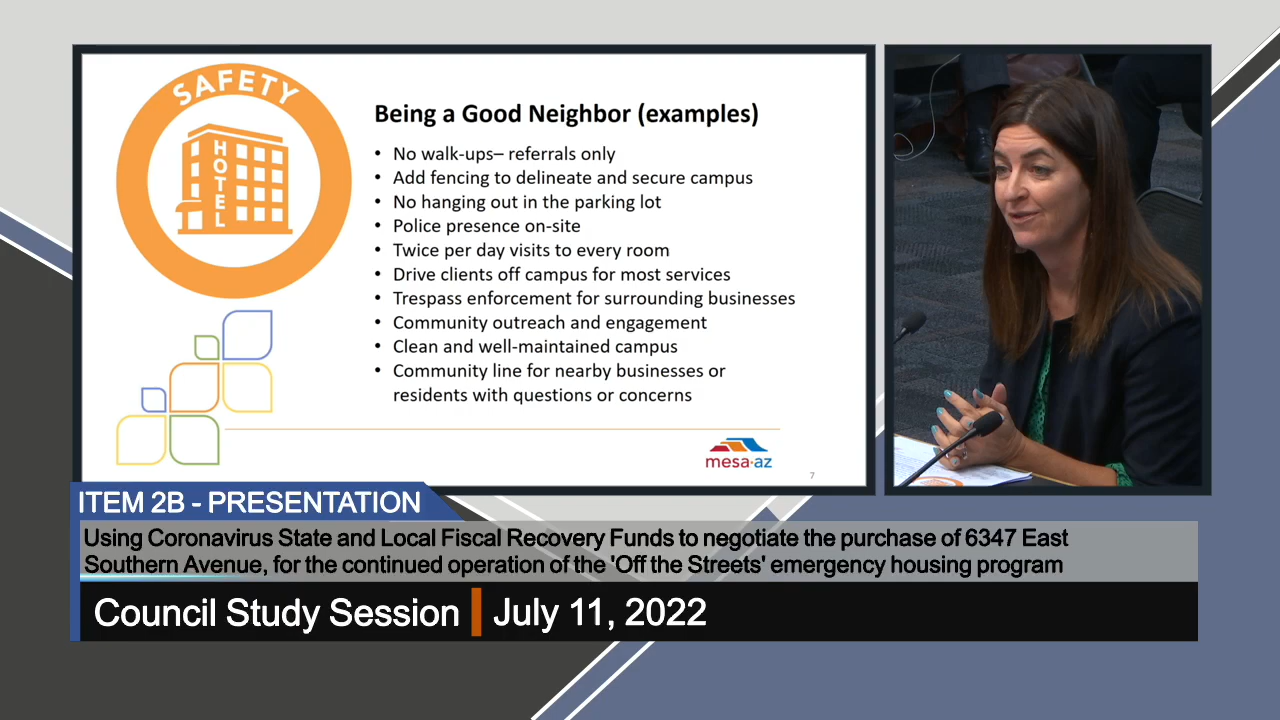 SAFETY
HOTEL
Being a Good Neighbor (examples)
• No walk-ups– referrals only
• Add fencing to delineate and secure campus
• No hanging out in the parking lot
• Police presence on-site
• Twice per day visits to every room
• Drive clients off campus for most services
• Trespass enforcement for surrounding businesses
• Community outreach and engagement
• Clean and well-maintained campus
• Community line for nearby businesses or
residents with questions or concerns
mesa·az
7
ITEM 2B - PRESENTATION
Using Coronavirus State and Local Fiscal Recovery Funds to negotiate the purchase of 6347 East
Southern Avenue, for the continued operation of the 'Off the Streets' emergency housing program
Council Study Session | July 11, 2022